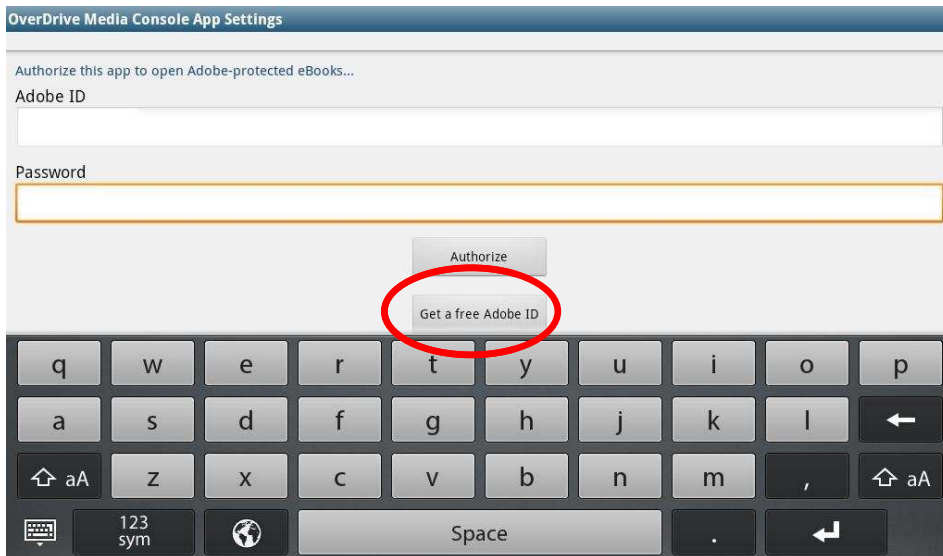 OverDrive Media Console App Settings
Authorize this app to open Adobe-protected eBooks...
Adobe ID
Password
Authorize
Get a free Adobe ID
q w e r t y u i o p
a s d f g h j k l
aA z x c v b n m , aA
123
sym
Space .